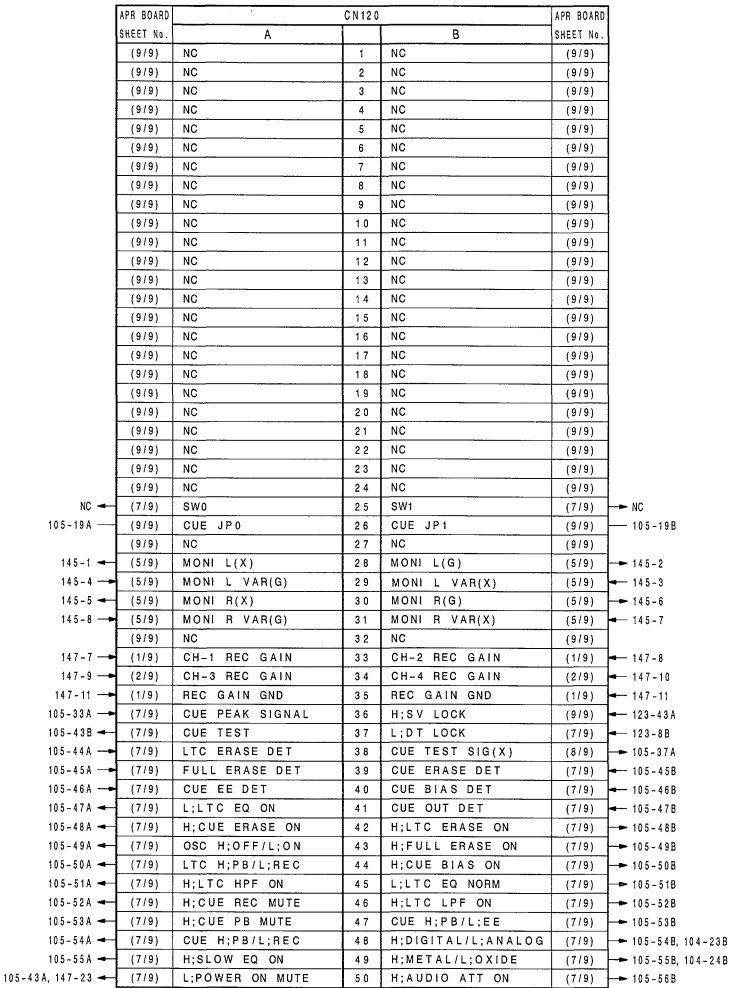 APR BOARD CN120 APR BOARD
SHEET No. A B SHEET No.
(9/9) NC 1 NC (9/9)
(9/9) NC 2 NC (9/9)
(9/9) NC 3 NC (9/9)
(9/9) NC 4 NC (9/9)
(9/9) NC 5 NC (9/9)
(9/9) NC 6 NC (9/9)
(9/9) NC 7 NC (9/9)
(9/9) NC 8 NC (9/9)
(9/9) NC 9 NC (9/9)
(9/9) NC 10 NC (9/9)
(9/9) NC 11 NC (9/9)
(9/9) NC 12 NC (9/9)
(9/9) NC 13 NC (9/9)
(9/9) NC 14 NC (9/9)
(9/9) NC 15 NC (9/9)
(9/9) NC 16 NC (9/9)
(9/9) NC 17 NC (9/9)
(9/9) NC 18 NC (9/9)
(9/9) NC 19 NC (9/9)
(9/9) NC 20 NC (9/9)
(9/9) NC 21 NC (9/9)
(9/9) NC 22 NC (9/9)
(9/9) NC 23 NC (9/9)
(9/9) NC 24 NC (9/9)
NC (7/9) SW0 25 SW1 (7/9) NC
105-19A (9/9) CUE JP0 26 CUE JP1 (9/9) 105-19B
(9/9) NC 27 NC (9/9)
145-1 (5/9) MONI L(X) 28 MONI L(G) (5/9) 145-2
145-4 (5/9) MONI L VAR(G) 29 MONI L VAR(X) (5/9) 145-3
145-5 (5/9) MONI R(X) 30 MONI R(G) (5/9) 145-6
145-8 (5/9) MONI R VAR(G) 31 MONI R VAR(X) (5/9) 145-7
(9/9) NC 32 NC (9/9)
147-7 (1/9) CH-1 REC GAIN 33 CH-2 REC GAIN (1/9) 147-8
147-9 (2/9) CH-3 REC GAIN 34 CH-4 REC GAIN (2/9) 147-10
147-11 (1/9) REC GAIN GND 35 REC GAIN GND (1/9) 147-11
105-33A (7/9) CUE PEAK SIGNAL 36 H;SV LOCK (9/9) 123-43A
105-43B (7/9) CUE TEST 37 L;DT LOCK (7/9) 123-8B
105-44A (7/9) LTC ERASE DET 38 CUE TEST SIG(X) (8/9) 105-37A
105-45A (7/9) FULL ERASE DET 39 CUE ERASE DET (7/9) 105-45B
105-46A (7/9) CUE EE DET 40 CUE BIAS DET (7/9) 105-46B
105-47A (7/9) L;LTC EQ ON 41 CUE OUT DET (7/9) 105-47B
105-48A (7/9) H;CUE ERASE ON 42 H;LTC ERASE ON (7/9) 105-48B
105-49A (7/9) OSC H;OFF/L;ON 43 H;FULL ERASE ON (7/9) 105-49B
105-50A (7/9) LTC H;PB/L;REC 44 H;CUE BIAS ON (7/9) 105-50B
105-51A (7/9) H;LTC HPF ON 45 L;LTC EQ NORM (7/9) 105-51B
105-52A (7/9) H;CUE REC MUTE 46 H;LTC LPF ON (7/9) 105-52B
105-53A (7/9) H;CUE PB MUTE 47 CUE H;PB/L;EE (7/9) 105-53B
105-54A (7/9) CUE H;PB/L;REC 48 H;DIGITAL/L;ANALOG (7/9) 105-54B, 104-23B
105-55A (7/9) H;SLOW EQ ON 49 H;METAL/L;OXIDE (7/9) 105-55B, 104-24B
105-43A, 147-23 (7/9) L;POWER ON MUTE 50 H;AUDIO ATT ON (7/9) 105-56B